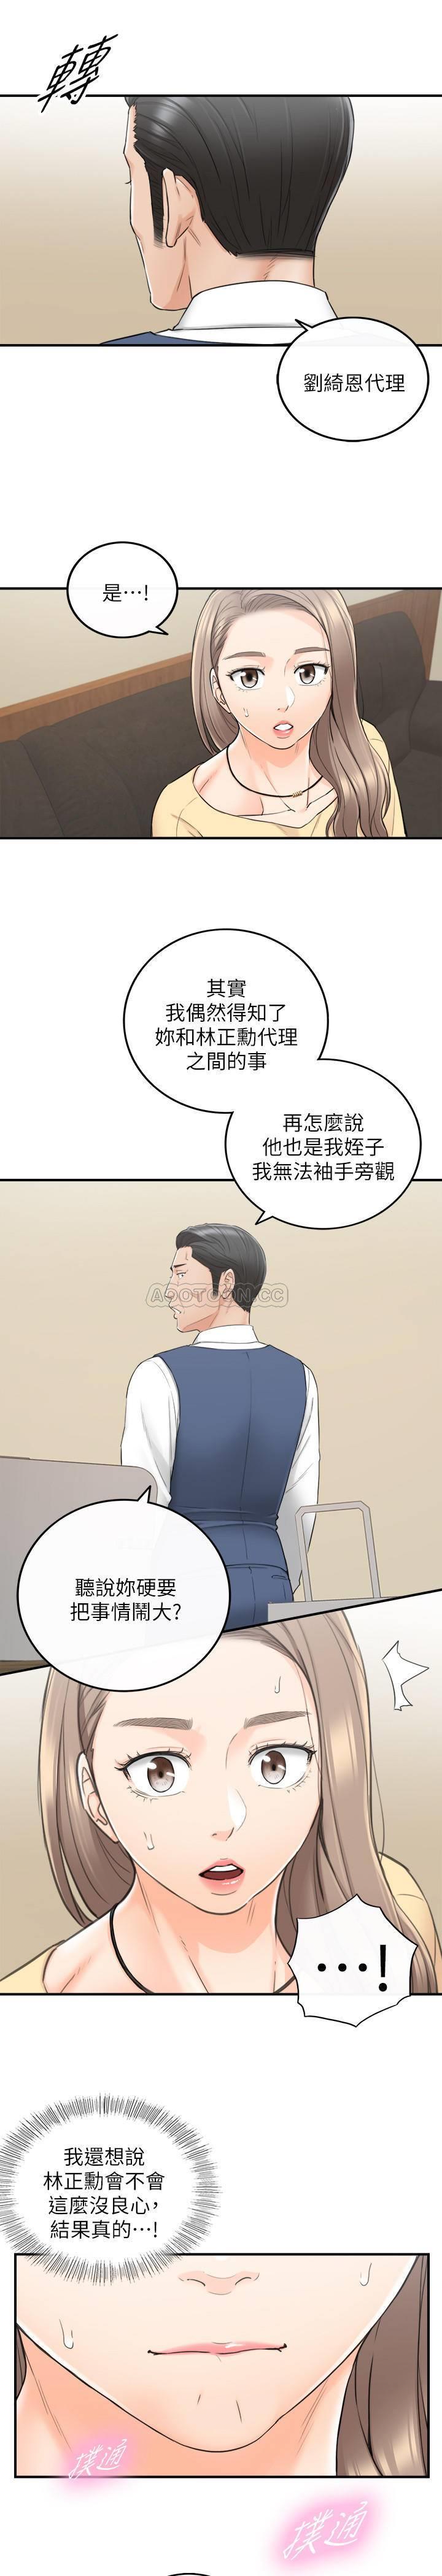 轉
劉綺恩代理
是⋯!
其實
我偶然得知了
妳和林正勳代理
之間的事
再怎麼說
他也是我姪子
我無法袖手旁觀
AOOTOON.CC
聽說妳硬要
把事情鬧大?
⋯!
我還想說
林正勳會不會
這麼沒良心,
結果真的⋯!
撲通
撲通